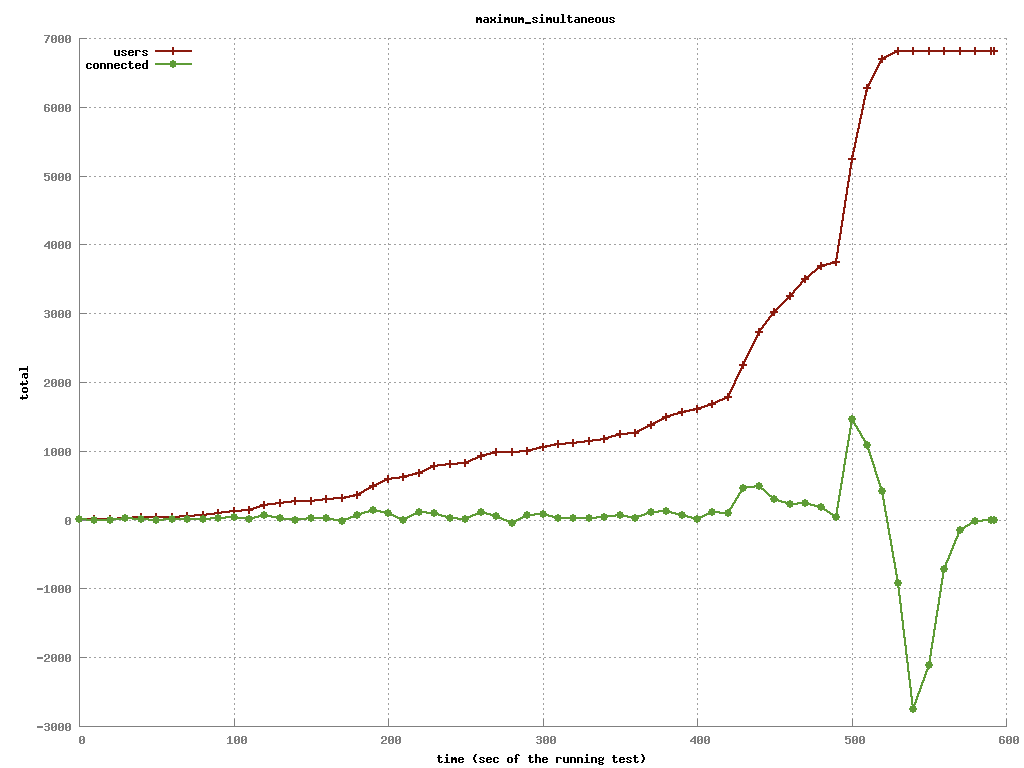 maximum_simultaneous
7000
users
connected
6000
5000
4000
3000
total
2000
1000
0
-1000
-2000
-3000
0 100 200 300 400 500 600
time (sec of the running test)